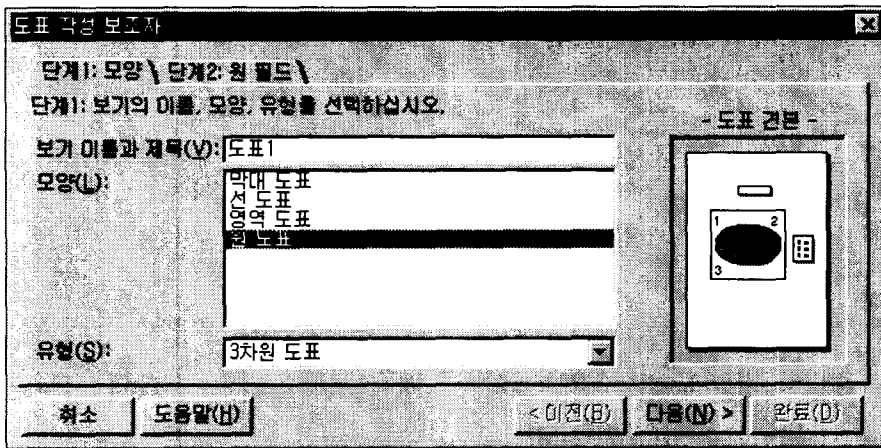 도표 작성 보조자
단계1: 모양 \ 단계2: 원 필드 \
단계1: 보기의 이름, 모양, 유형을 선택하십시오.
- 도표 견본 -
보기 이름과 제목(V): 도표1
모양(L):
막대 도표
선 도표
영역 도표
원 도표
1 2
3
유형(S): 3차원 도표
취소 도움말(H) < 이전(B) 다음(N) > 완료(D)